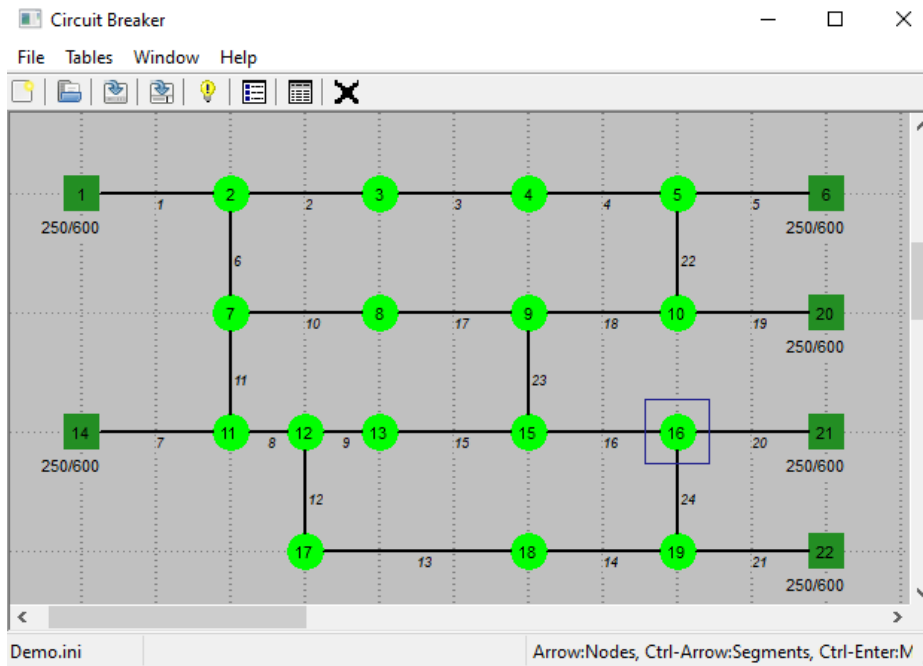 Circuit Breaker
File Tables Window Help
1 2 3 4 5 6
1 2 3 4 5
250/600 250/600
6 22
7 8 9 10 20
10 17 18 19
250/600
11 23
14 11 12 13 15 16 21
7 8 9 15 16 20
250/600 250/600
12 24
17 18 19 22
13 14 21
250/600
Demo.ini Arrow:Nodes, Ctrl-Arrow:Segments, Ctrl-Enter:M